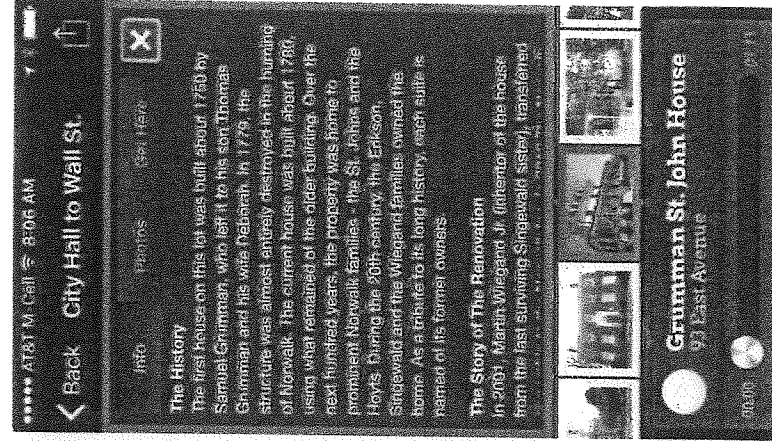 AT&T M-Cell 8:06 AM
Back City Hall to Wall St.
Info Photos Get Here
The History
The first house on this lot was built about 1750 by
Samuel Grumman, who left it to his son Thomas
Grumman and his wife Deborah. In 1779, the
structure was almost entirely destroyed in the burning
of Norwalk. The current house was built about 1780,
using what remained of the older building. Over the
next hundred years, the property was home to
prominent Norwalk families - the St. Johns and the
Hoyts. During the 20th century, the Erikson,
Singewald and the Wiegand families owned the
home. As a tribute to its long history, each suite is
named of its former owners.
The Story of The Renovation
In 2001, Martin Wiegand Jr. (inheritor of the house
from the last surviving Singewald sister), transferred
Grumman St. John House
93 East Avenue
00:00